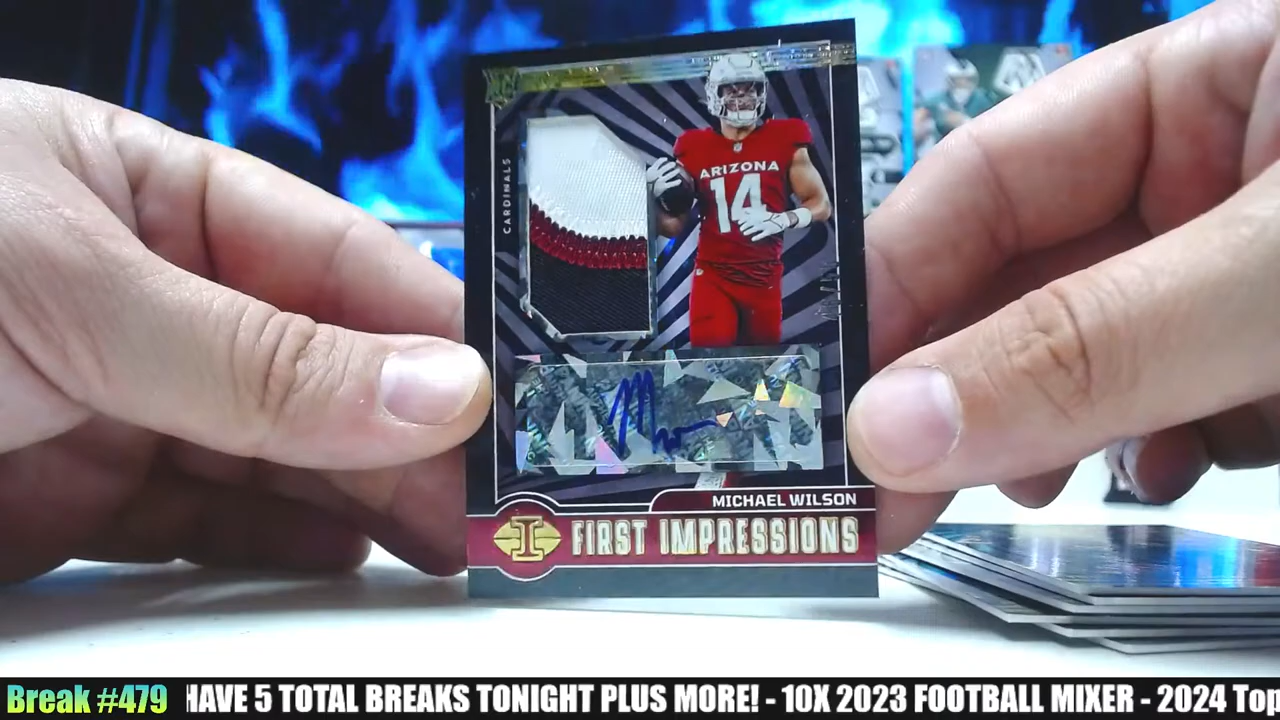 RC
CARDINALS
ARIZONA
14
MICHAEL WILSON
I FIRST IMPRESSIONS
Break #479 HAVE 5 TOTAL BREAKS TONIGHT PLUS MORE! - 10X 2023 FOOTBALL MIXER - 2024 Top